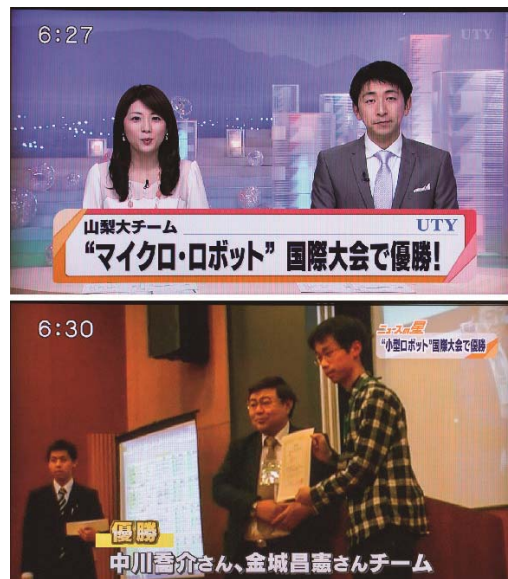 6:27
UTY
山梨大チーム
UTY
“マイクロ・ロボット”国際大会で優勝!
6:30
ニュースの星
“小型ロボット”国際大会で優勝
優勝
中川喬介さん、金城昌憲さんチーム